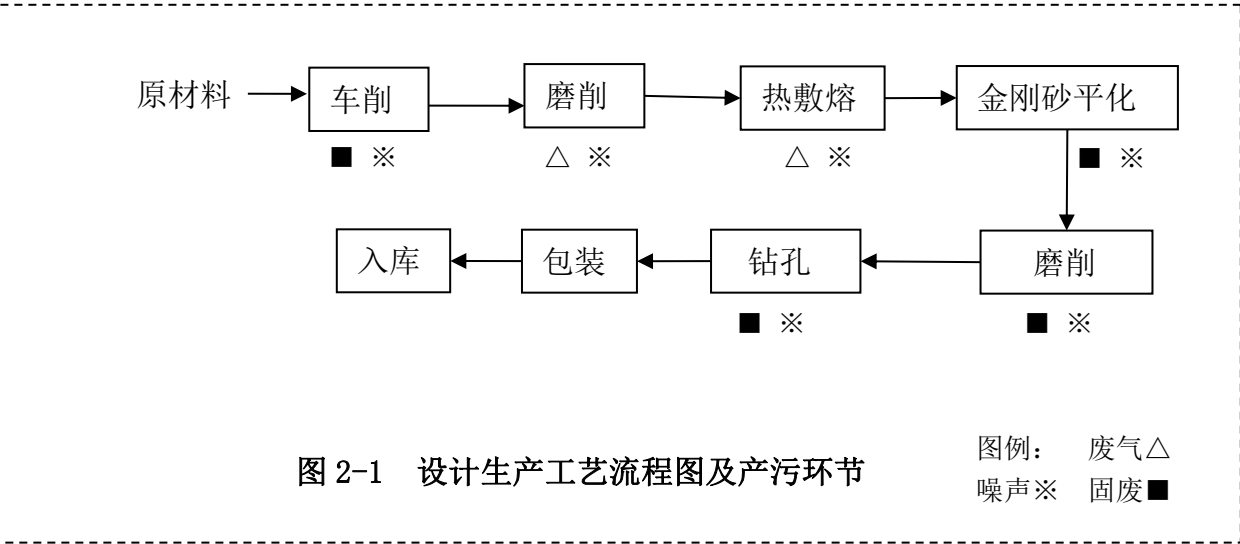 原材料 车削 磨削 热敷熔 金刚砂平化
■ ※ △ ※ △ ※ ■ ※
入库 包装 钻孔 磨削
■ ※ ■ ※
图 2-1 设计生产工艺流程图及产污环节
图例： 废气△
噪声※ 固废■